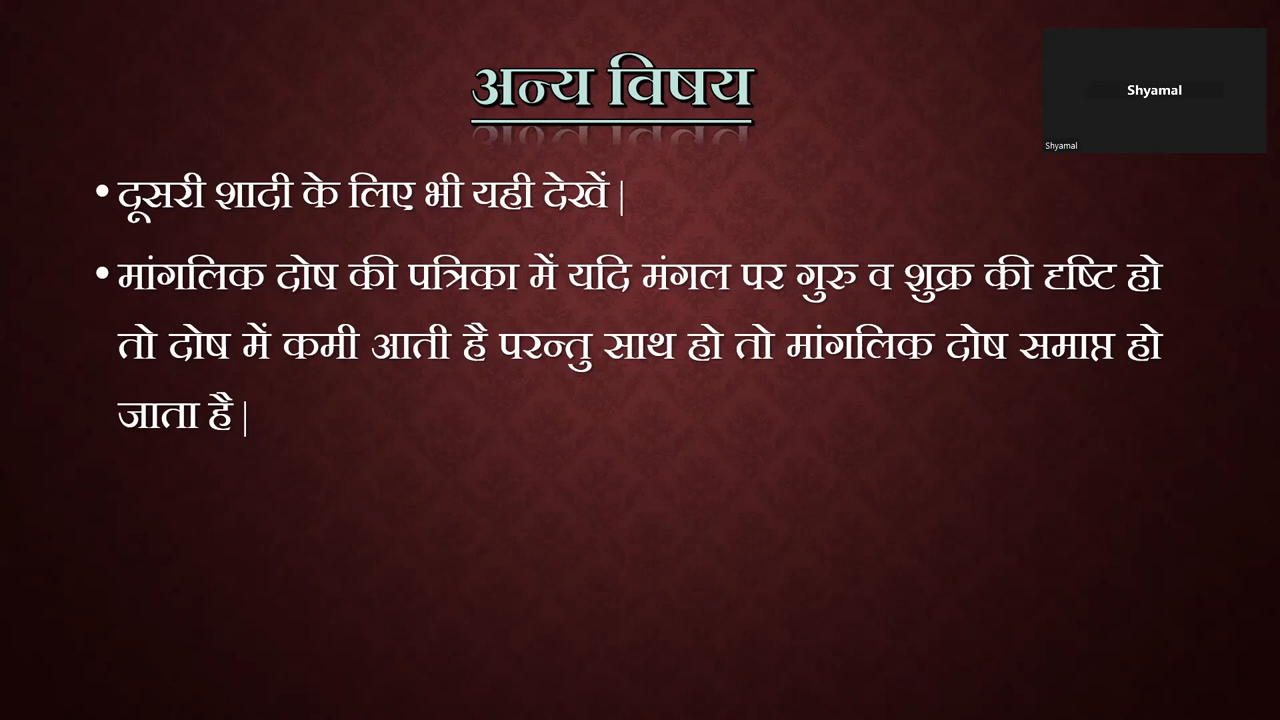 अन्य विषय
Shyamal
Shyamal
• दूसरी शादी के लिए भी यही देखें |
• मांगलिक दोष की पत्रिका में यदि मंगल पर गुरु व शुक्र की दृष्टि हो
तो दोष में कमी आती है परन्तु साथ हो तो मांगलिक दोष समाप्त हो
जाता है |